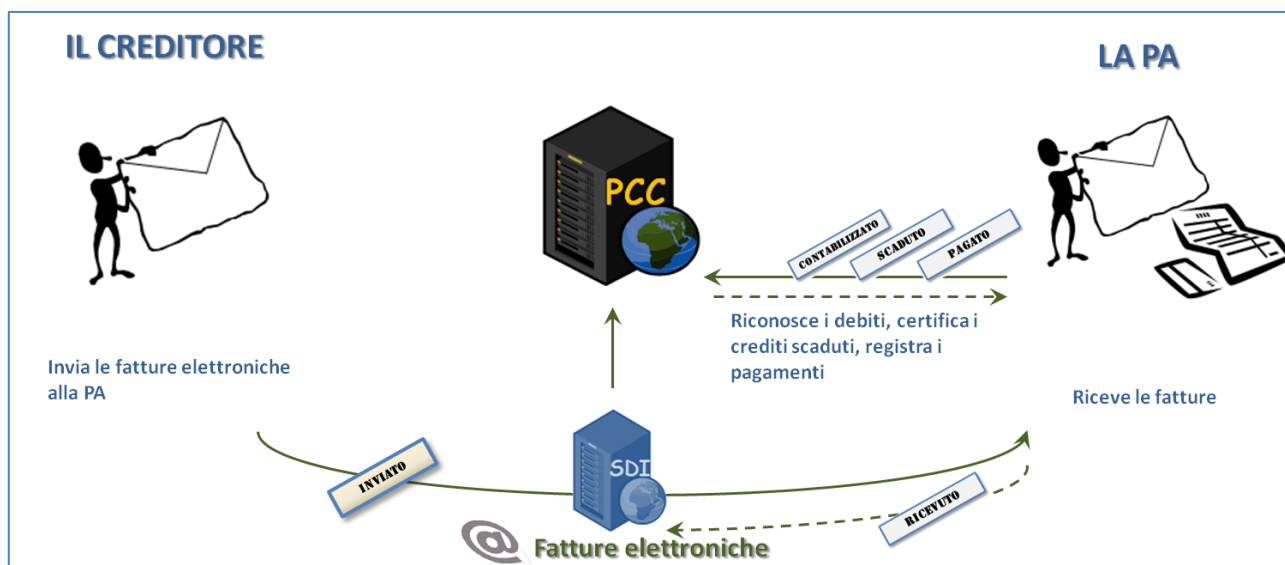 IL CREDITORE
LA PA
PCC
CONTABILIZZATO
SCADUTO
PAGATO
Riconosce i debiti, certifica i
crediti scaduti, registra i
pagamenti
Invia le fatture elettroniche
alla PA
Riceve le fatture
INVIATO
SDI
RICEVUTO
@ Fatture elettroniche